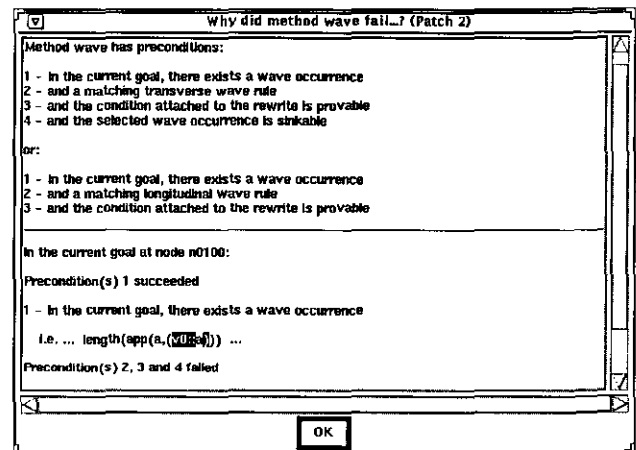 Why did method wave fail...? (Patch 2)
Method wave has preconditions:
1 - In the current goal, there exists a wave occurrence
2 - and a matching transverse wave rule
3 - and the condition attached to the rewrite is provable
4 - and the selected wave occurrence is sinkable
or:
1 - In the current goal, there exists a wave occurrence
2 - and a matching longitudinal wave rule
3 - and the condition attached to the rewrite is provable
In the current goal at node n0100:
Precondition(s) 1 succeeded
1 - In the current goal, there exists a wave occurrence
i.e. ... length(app(a,(v0::a))) ...
Precondition(s) 2, 3 and 4 failed
OK